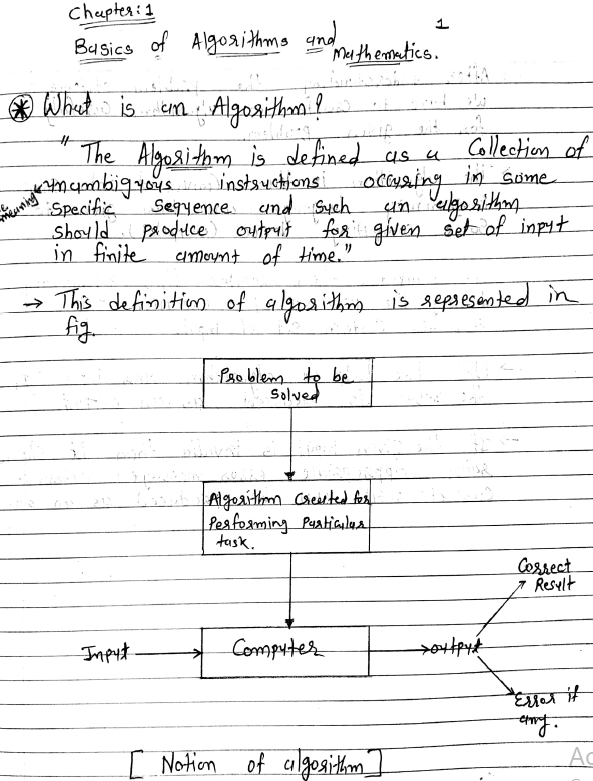 Chapter:1
1
Basics of Algorithms and Mathematics.
* What is an Algorithm?
"The Algorithm is defined as a Collection of
unambiguous instructions occuring in some
meaning
specific sequence and such an algorithm
should produce output for given set of input
in finite amount of time."
→ This definition of algorithm is represented in
fig.
Problem to be
solved
Algorithm Created for
Performing Particular
task.
Correct
Result
Input
Computer
output
Error if
any.
[ Notion of algorithm ]